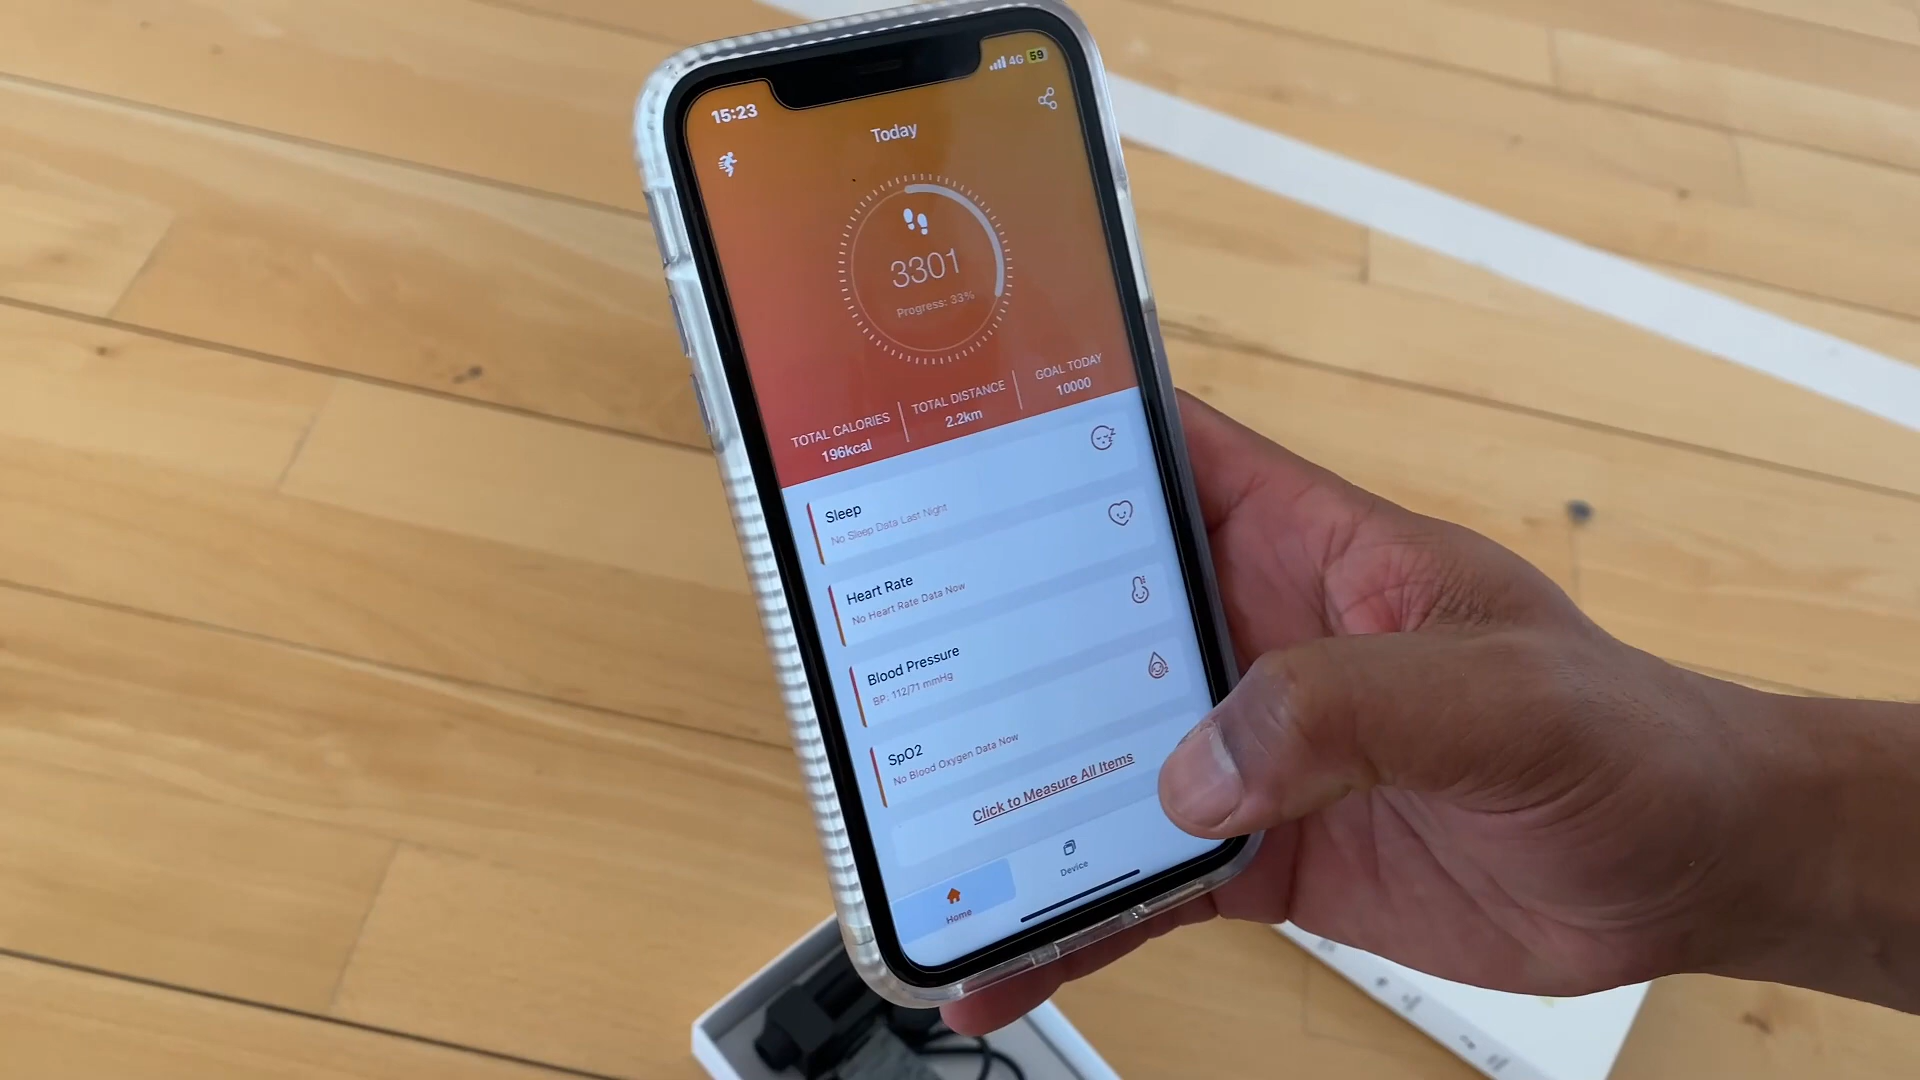 15:23
4G 59
Today
3301
Progress: 33%
TOTAL CALORIES
196kcal
TOTAL DISTANCE
2.2km
GOAL TODAY
10000
Sleep
No Sleep Data Last Night
Heart Rate
No Heart Rate Data Now
Blood Pressure
BP: 112/71 mmHg
SpO2
No Blood Oxygen Data Now
Click to Measure All Items
Home
Device